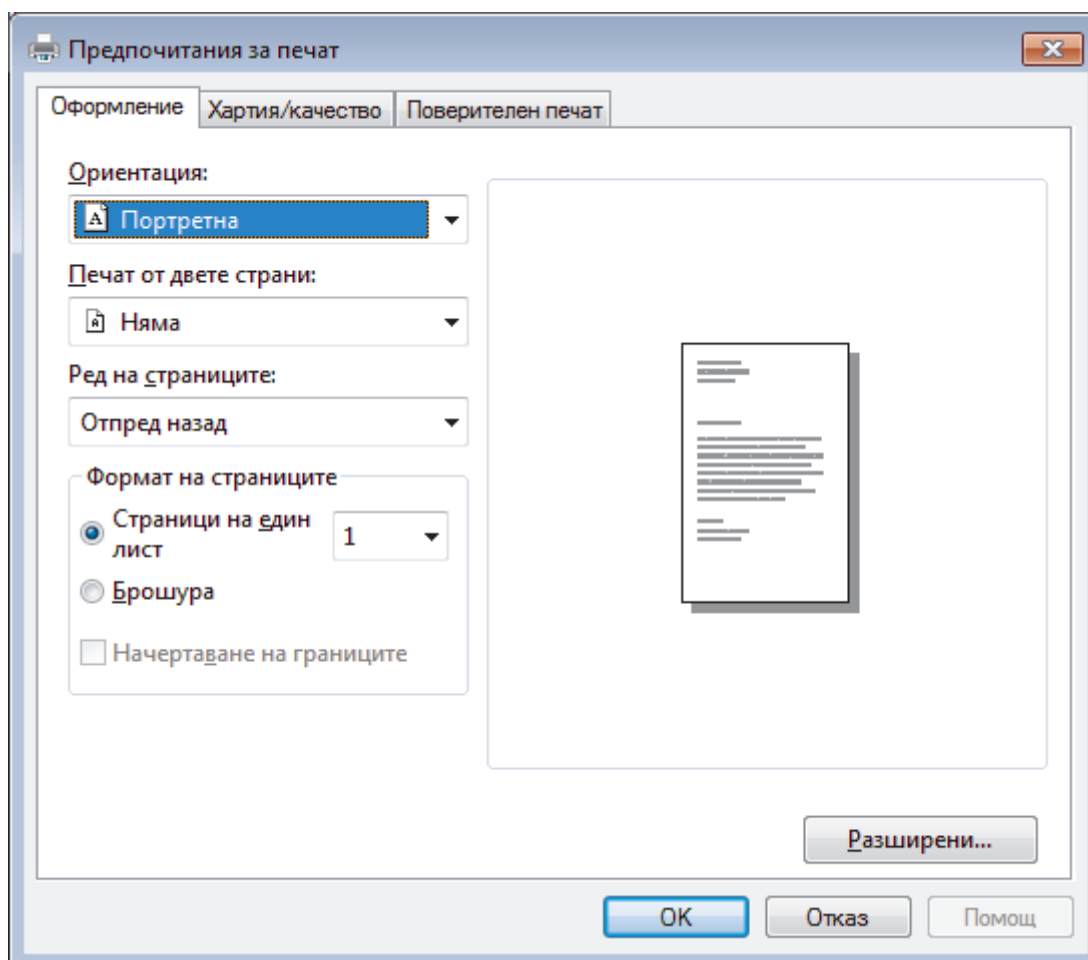 Предпочитания за печат
Оформление Хартия/качество Поверителен печат
Ориентация:
Портретна
Печат от двете страни:
Няма
Ред на страниците:
Отпред назад
Формат на страниците
Страници на един
лист
1
Брошура
Начертаване на границите
Разширени...
OK Отказ Помощ